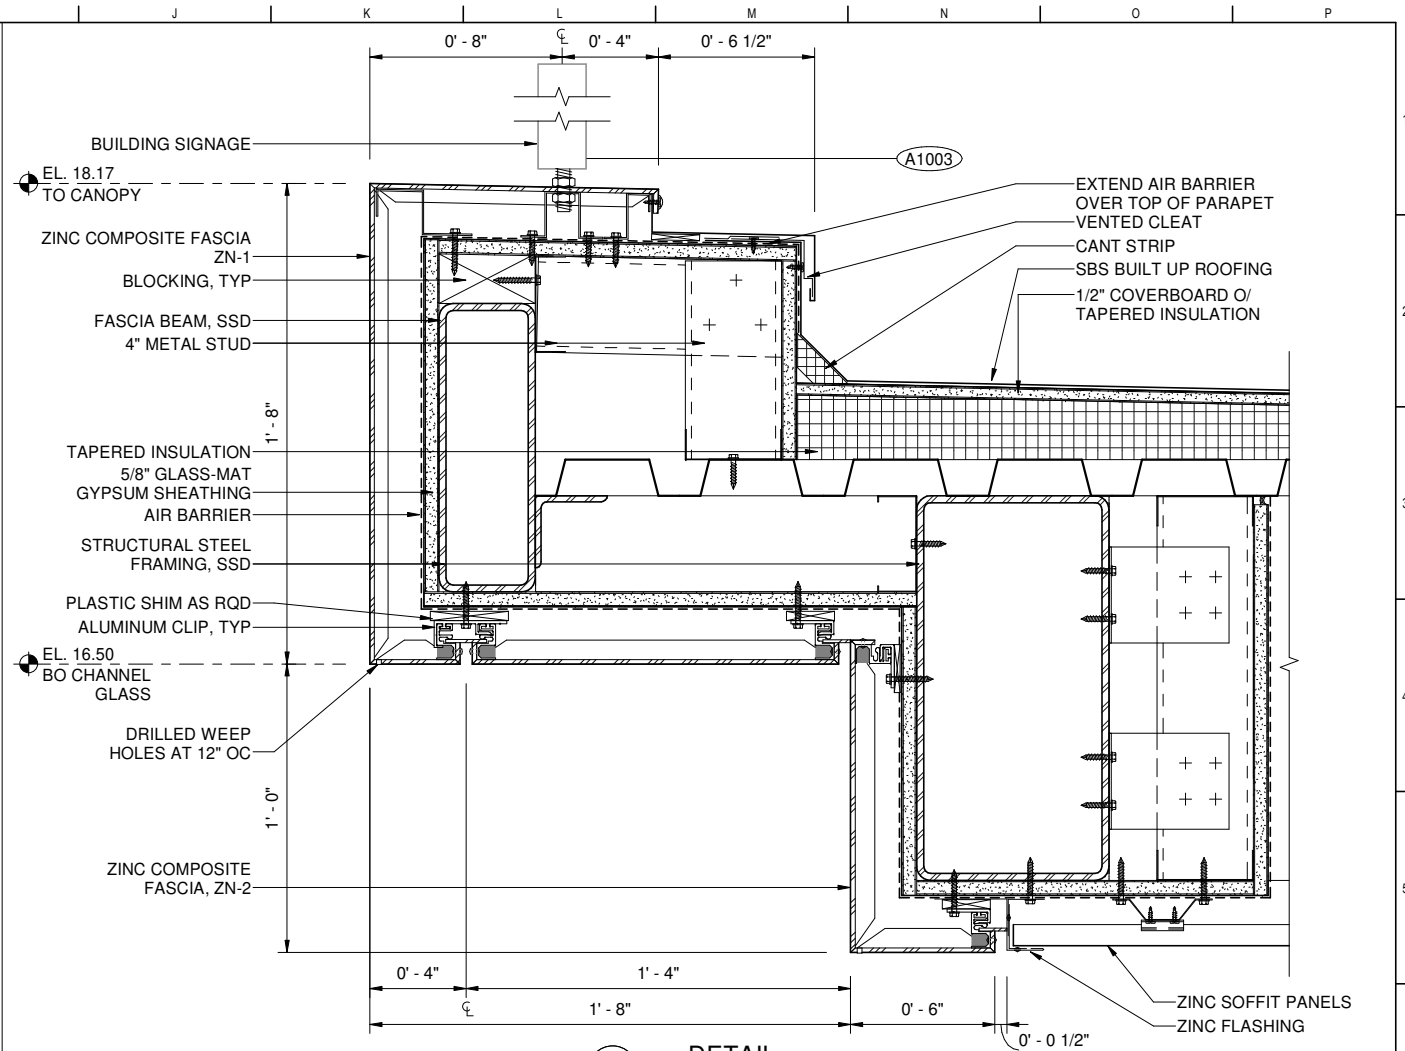 J K L M N O P
0' - 8" ℄ 0' - 4" 0' - 6 1/2"
BUILDING SIGNAGE
A1003
EL. 18.17
TO CANOPY
ZINC COMPOSITE FASCIA
ZN-1
BLOCKING, TYP
FASCIA BEAM, SSD
4" METAL STUD
EXTEND AIR BARRIER
OVER TOP OF PARAPET
VENTED CLEAT
CANT STRIP
SBS BUILT UP ROOFING
1/2" COVERBOARD O/
TAPERED INSULATION
1' - 8"
TAPERED INSULATION
5/8" GLASS-MAT
GYPSUM SHEATHING
AIR BARRIER
STRUCTURAL STEEL
FRAMING, SSD
PLASTIC SHIM AS RQD
ALUMINUM CLIP, TYP
EL. 16.50
BO CHANNEL
GLASS
DRILLED WEEP
HOLES AT 12" OC
1' - 0"
ZINC COMPOSITE
FASCIA, ZN-2
0' - 4" 1' - 4"
℄ 1' - 8" 0' - 6"
0' - 0 1/2"
ZINC SOFFIT PANELS
ZINC FLASHING
DETAIL